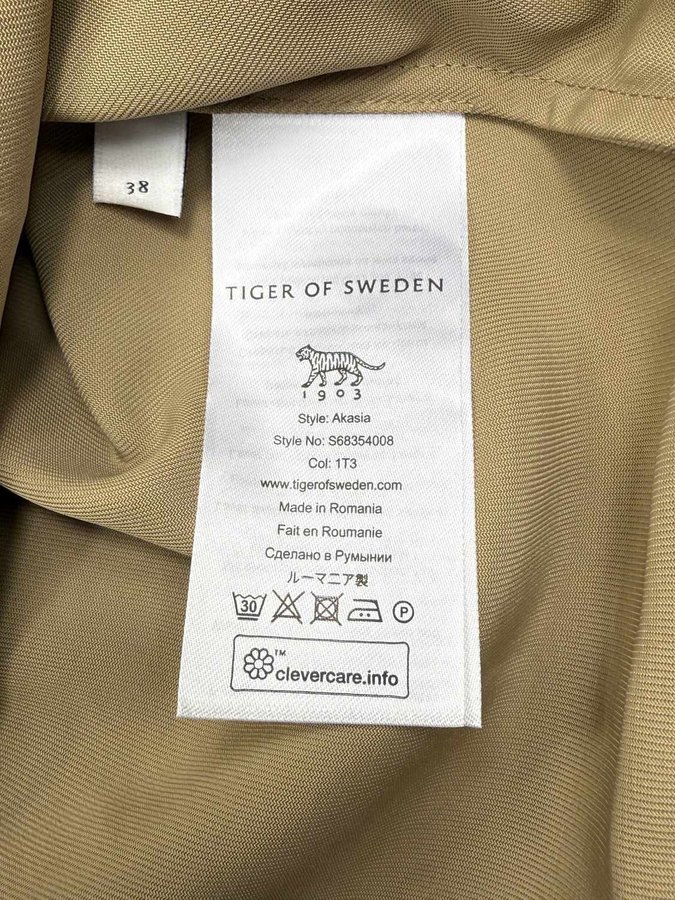 38
TIGER OF SWEDEN
1903
Style: Akasia
Style No: S68354008
Col: 1T3
www.tigerofsweden.com
Made in Romania
Fait en Roumanie
Сделано в Румынии
ルーマニア製
30 P
™
clevercare.info